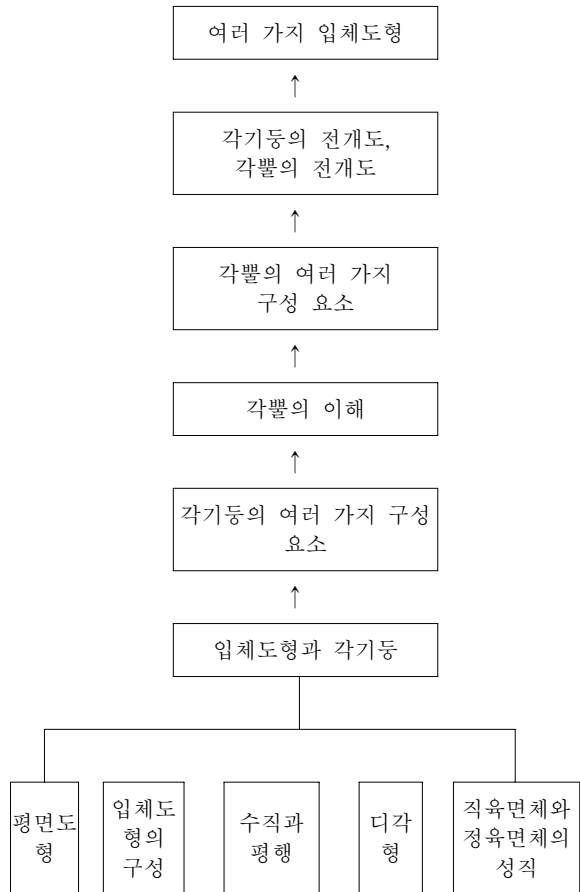 여러 가지 입체도형
↑
각기둥의 전개도,
각뿔의 전개도
↑
각뿔의 여러 가지
구성 요소
↑
각뿔의 이해
↑
각기둥의 여러 가지 구성
요소
↑
입체도형과 각기둥
평면도
형
입체도
형의
구성
수직과
평행
디각
형
직육면체와
정육면체의
성직